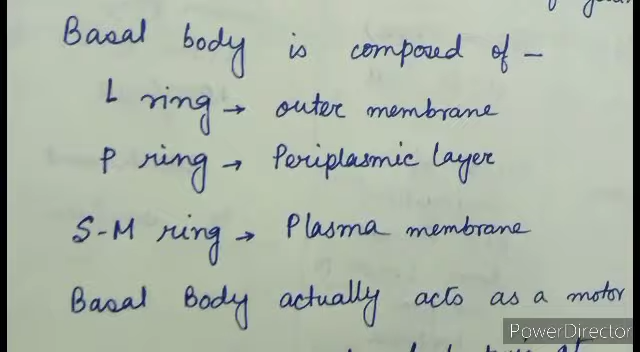 of
Basal body is composed of -
L ring → outer membrane
P ring → Periplasmic layer
S-M ring → Plasma membrane
Basal Body actually acts as a motor
PowerDirector